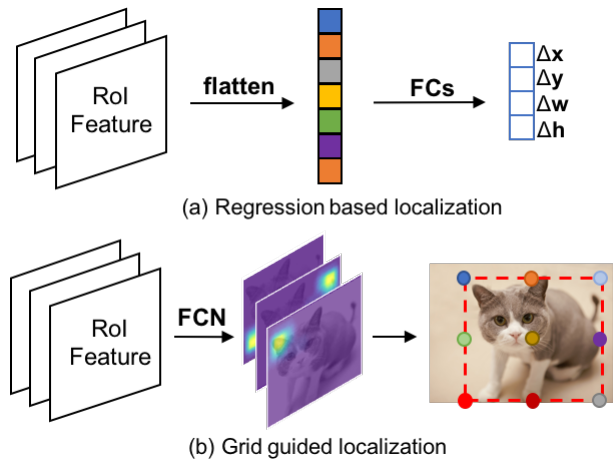 RoI
Feature
flatten
FCs
Δx
Δy
Δw
Δh
(a) Regression based localization
RoI
Feature
FCN
(b) Grid guided localization